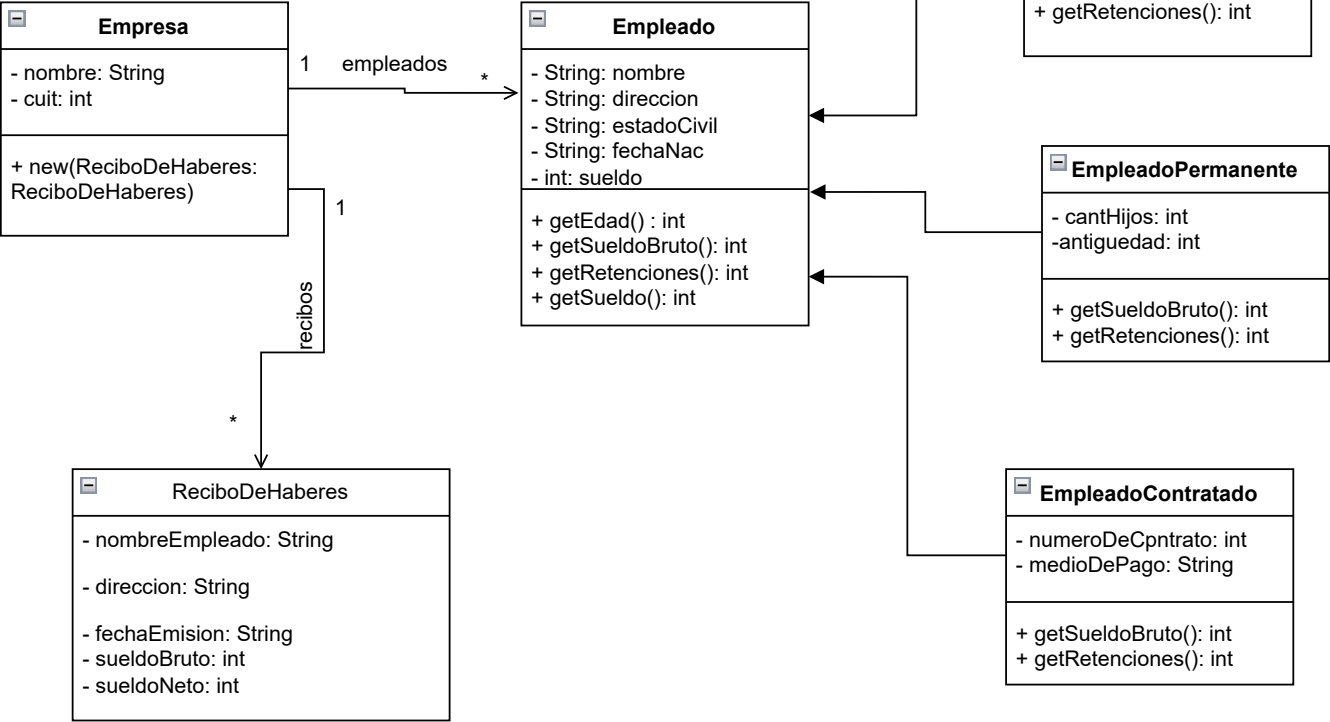 Empresa
- nombre: String
- cuit: int
+ new(ReciboDeHaberes:
ReciboDeHaberes)
1
empleados
*
Empleado
- String: nombre
- String: direccion
- String: estadoCivil
- String: fechaNac
- int: sueldo
+ getEdad() : int
+ getSueldoBruto(): int
+ getRetenciones(): int
+ getSueldo(): int
+ getRetenciones(): int
EmpleadoPermanente
- cantHijos: int
-antiguedad: int
+ getSueldoBruto(): int
+ getRetenciones(): int
1
recibos
*
ReciboDeHaberes
- nombreEmpleado: String
- direccion: String
- fechaEmision: String
- sueldoBruto: int
- sueldoNeto: int
EmpleadoContratado
- numeroDeCpntrato: int
- medioDePago: String
+ getSueldoBruto(): int
+ getRetenciones(): int